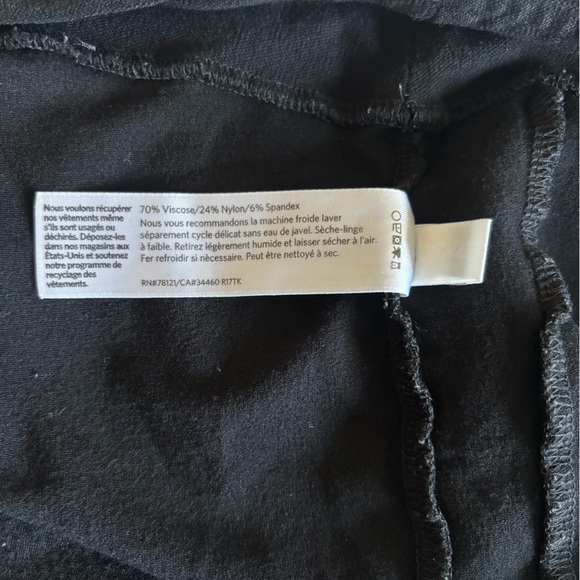 Nous voulons récupérer
nos vêtements même
s'ils sont usagés ou
déchirés. Déposez-les
dans nos magasins aux
États-Unis et soutenez
notre programme de
recyclage des
vêtements.
70% Viscose/24% Nylon/6% Spandex
Nous vous recommandons la machine froide laver
séparement cycle délicat sans eau de javel. Sèche-linge
à faible. Retirez légèrement humide et laisser sécher à l'air.
Fer refroidir si nécessaire. Peut être nettoyé à sec.
RN#78121/CA#34460 R17TK